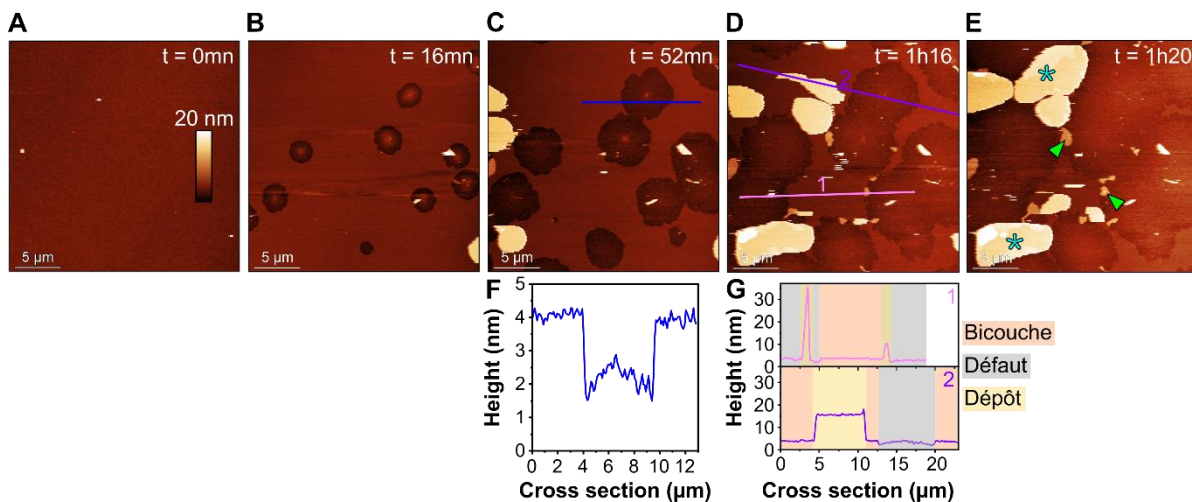 A
B
C
D
E
t = 0mn
t = 16mn
t = 52mn
t = 1h16
t = 1h20
20 nm
2
1
*
*
5 µm
5 µm
5 µm
5 µm
5 µm
F
G
5
4
3
2
1
0
Height (nm)
0 2 4 6 8 10 12
Cross section (µm)
1
30
20
10
0
2
30
20
10
0
Height (nm)
0 5 10 15 20
Cross section (µm)
Bicouche
Défaut
Dépôt